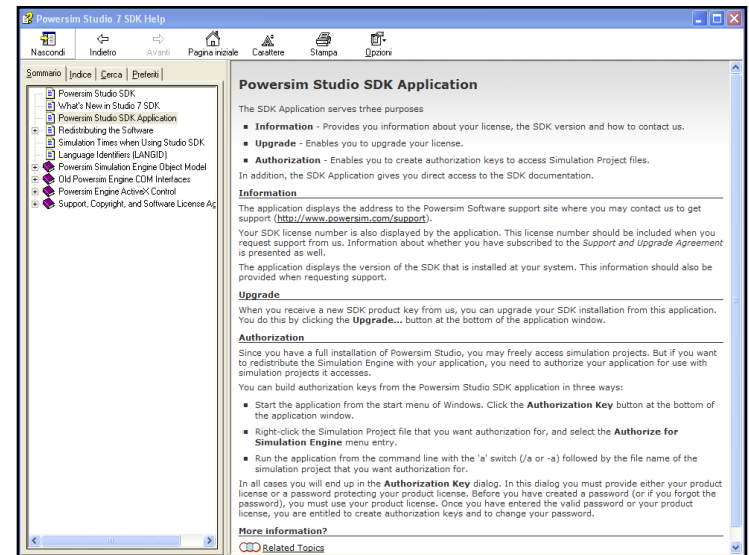 Powersim Studio 7 SDK Help
Nascondi Indietro Avanti Pagina iniziale Carattere Stampa Opzioni
Sommario Indice Cerca Preferiti
Powersim Studio SDK
What's New in Studio 7 SDK
Powersim Studio SDK Application
Redistributing the Software
Simulation Times when Using Studio SDK
Language Identifiers (LANGID)
Powersim Simulation Engine Object Model
Old Powersim Engine COM Interfaces
Powersim Engine ActiveX Control
Support, Copyright, and Software License Ag
Powersim Studio SDK Application
The SDK Application serves trhee purposes
Information - Provides you information about your license, the SDK version and how to contact us.
Upgrade - Enables you to upgrade your license.
Authorization - Enables you to create authorization keys to access Simulation Project files.
In addition, the SDK Application gives you direct access to the SDK documentation.
Information
The application displays the address to the Powersim Software support site where you may contact us to get
support (http://www.powersim.com/support).
Your SDK license number is also displayed by the application. This license number should be included when you
request support from us. Information about whether you have subscribed to the Support and Upgrade Agreement
is presented as well.
The application displays the version of the SDK that is installed at your system. This information should also be
provided when requesting support.
Upgrade
When you receive a new SDK product key from us, you can upgrade your SDK installation from this application.
You do this by clicking the Upgrade... button at the bottom of the application window.
Authorization
Since you have a full installation of Powersim Studio, you may freely access simulation projects. But if you want
to redistribute the Simulation Engine with your application, you need to authorize your application for use with
simulation projects it accesses.
You can build authorization keys from the Powersim Studio SDK application in three ways:
Start the application from the start menu of Windows. Click the Authorization Key button at the bottom of
the application window.
Right-click the Simulation Project file that you want authorization for, and select the Authorize for
Simulation Engine menu entry.
Run the application from the command line with the 'a' switch (/a or -a) followed by the file name of the
simulation project that you want authorization for.
In all cases you will end up in the Authorization Key dialog. In this dialog you must provide either your product
license or a password protecting your product license. Before you have created a password (or if you forgot the
password), you must use your product license. Once you have entered the valid password or your product
license, you are entitled to create authorization keys and to change your password.
More information?
Related Topics